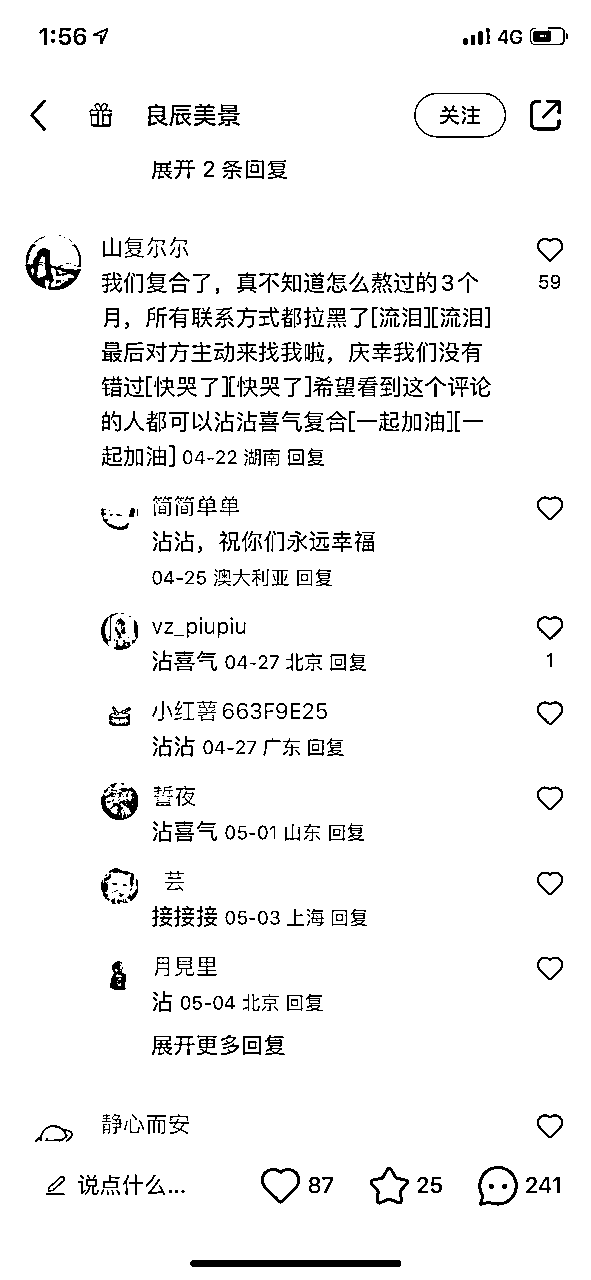 1:56
4G
良辰美景
关注
展开 2 条回复
山复尔尔
我们复合了，真不知道怎么熬过的3个
59
月，所有联系方式都拉黑了[流泪][流泪]
最后对方主动来找我啦，庆幸我们没有
错过[快哭了][快哭了]希望看到这个评论
的人都可以沾沾喜气复合[一起加油][一
起加油] 04-22 湖南 回复
简简单单
沾沾，祝你们永远幸福
04-25 澳大利亚 回复
vz_piupiu
沾喜气 04-27 北京 回复
1
小红薯663F9E25
沾沾 04-27 广东 回复
晢夜
沾喜气 05-01 山东 回复
芸
接接接 05-03 上海 回复
月見里
沾 05-04 北京 回复
展开更多回复
静心而安
说点什么...
87
25
241